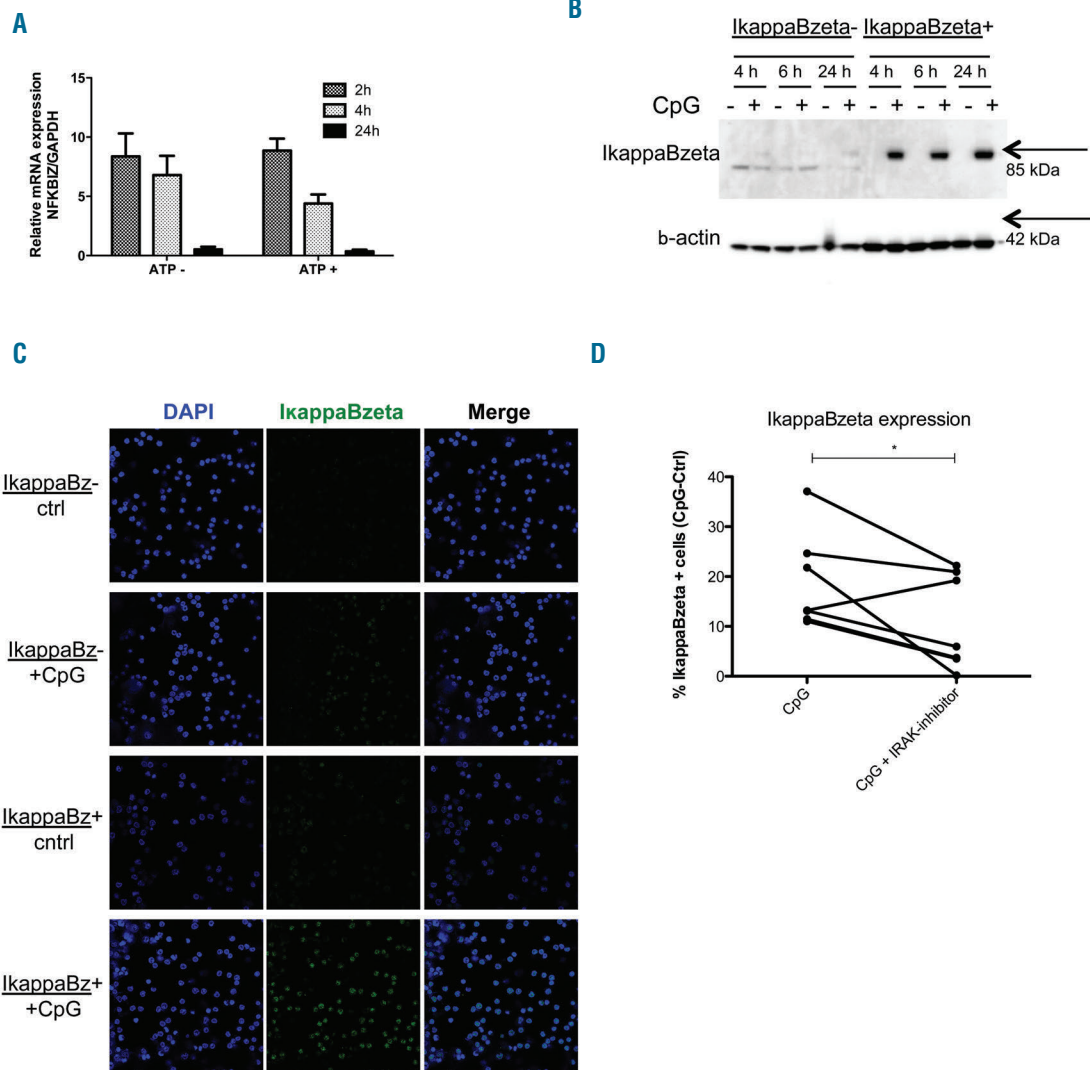 A
Relative mRNA expression
NFKBIZ/GAPDH
15
10
5
0
2h
4h
24h
ATP -
ATP +
B
IkappaBzeta- IkappaBzeta+
4 h 6 h 24 h 4 h 6 h 24 h
CpG - + - + - + - + - + - +
IkappaBzeta
85 kDa
b-actin
42 kDa
C
DAPI IкappaBzeta Merge
IkappaBz-
ctrl
IkappaBz-
+CpG
IkappaBz+
cntrl
IkappaBz+
+CpG
D
IkappaBzeta expression
*
% IkappaBzeta + cells (CpG-Ctrl)
40
30
20
10
0
CpG
CpG + IRAK-inhibitor